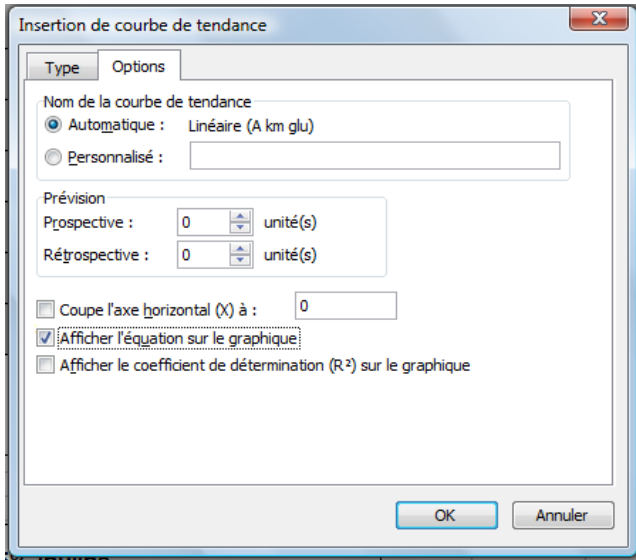 Insertion de courbe de tendance
Type Options
Nom de la courbe de tendance
Automatique : Linéaire (A km glu)
Personnalisé :
Prévision
Prospective : 0 unité(s)
Rétrospective : 0 unité(s)
Coupe l'axe horizontal (X) à : 0
Afficher l'équation sur le graphique
Afficher le coefficient de détermination (R²) sur le graphique
OK Annuler